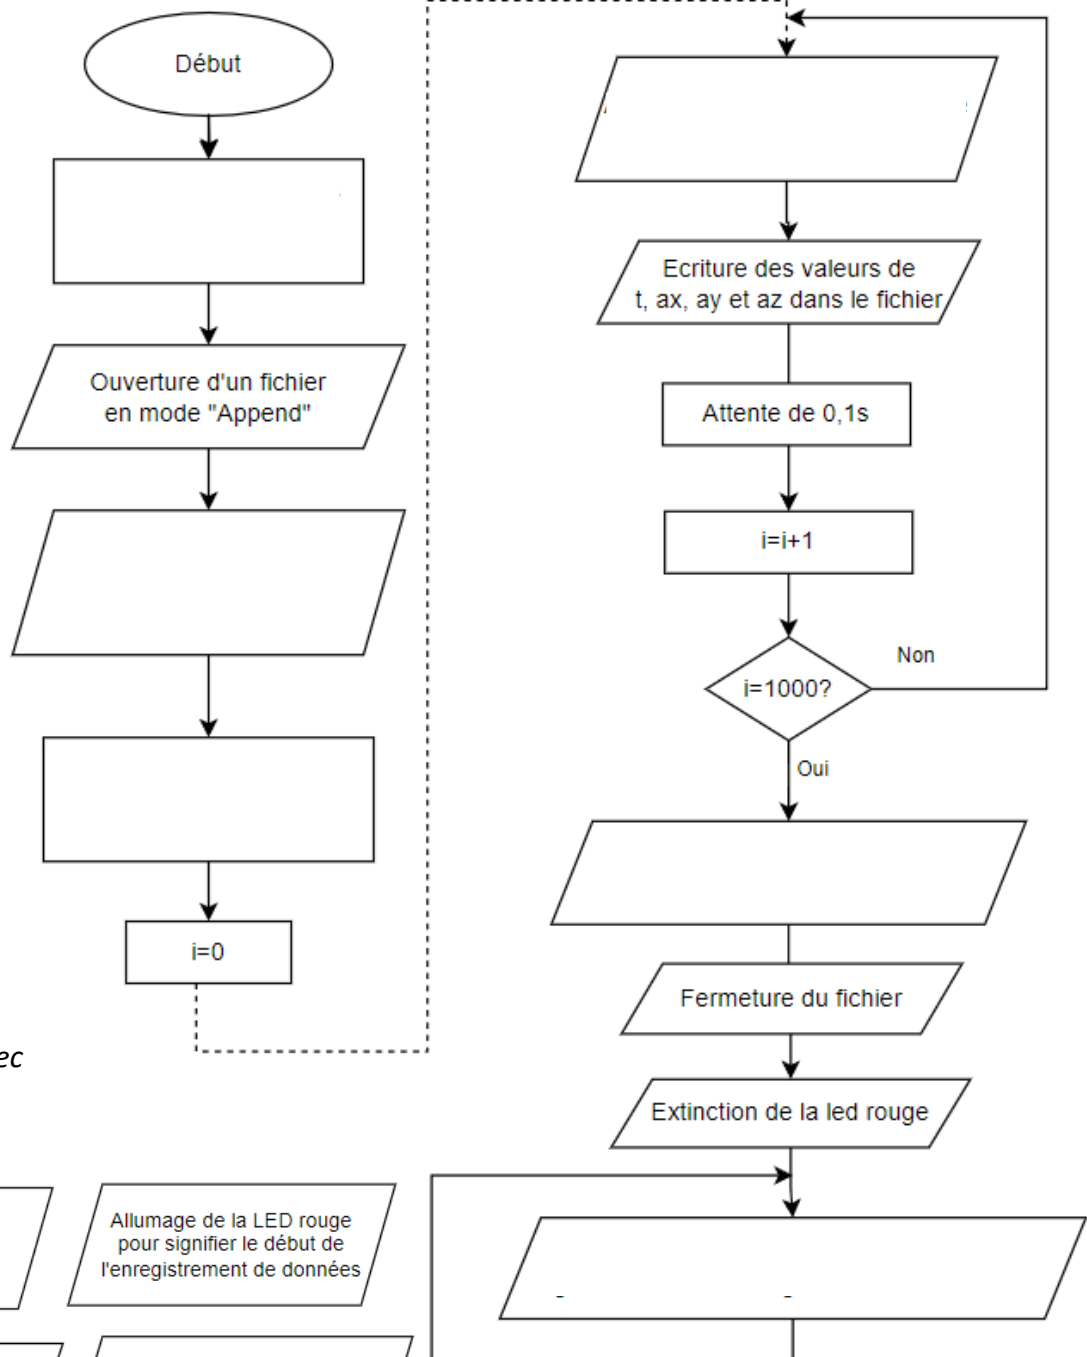 Début
Ouverture d'un fichier
en mode "Append"
i=0
ec
Ecriture des valeurs de
t, ax, ay et az dans le fichier
Attente de 0,1s
i=i+1
i=1000?
Non
Oui
Fermeture du fichier
Extinction de la led rouge
Allumage de la LED rouge
pour signifier le début de
l'enregistrement de données